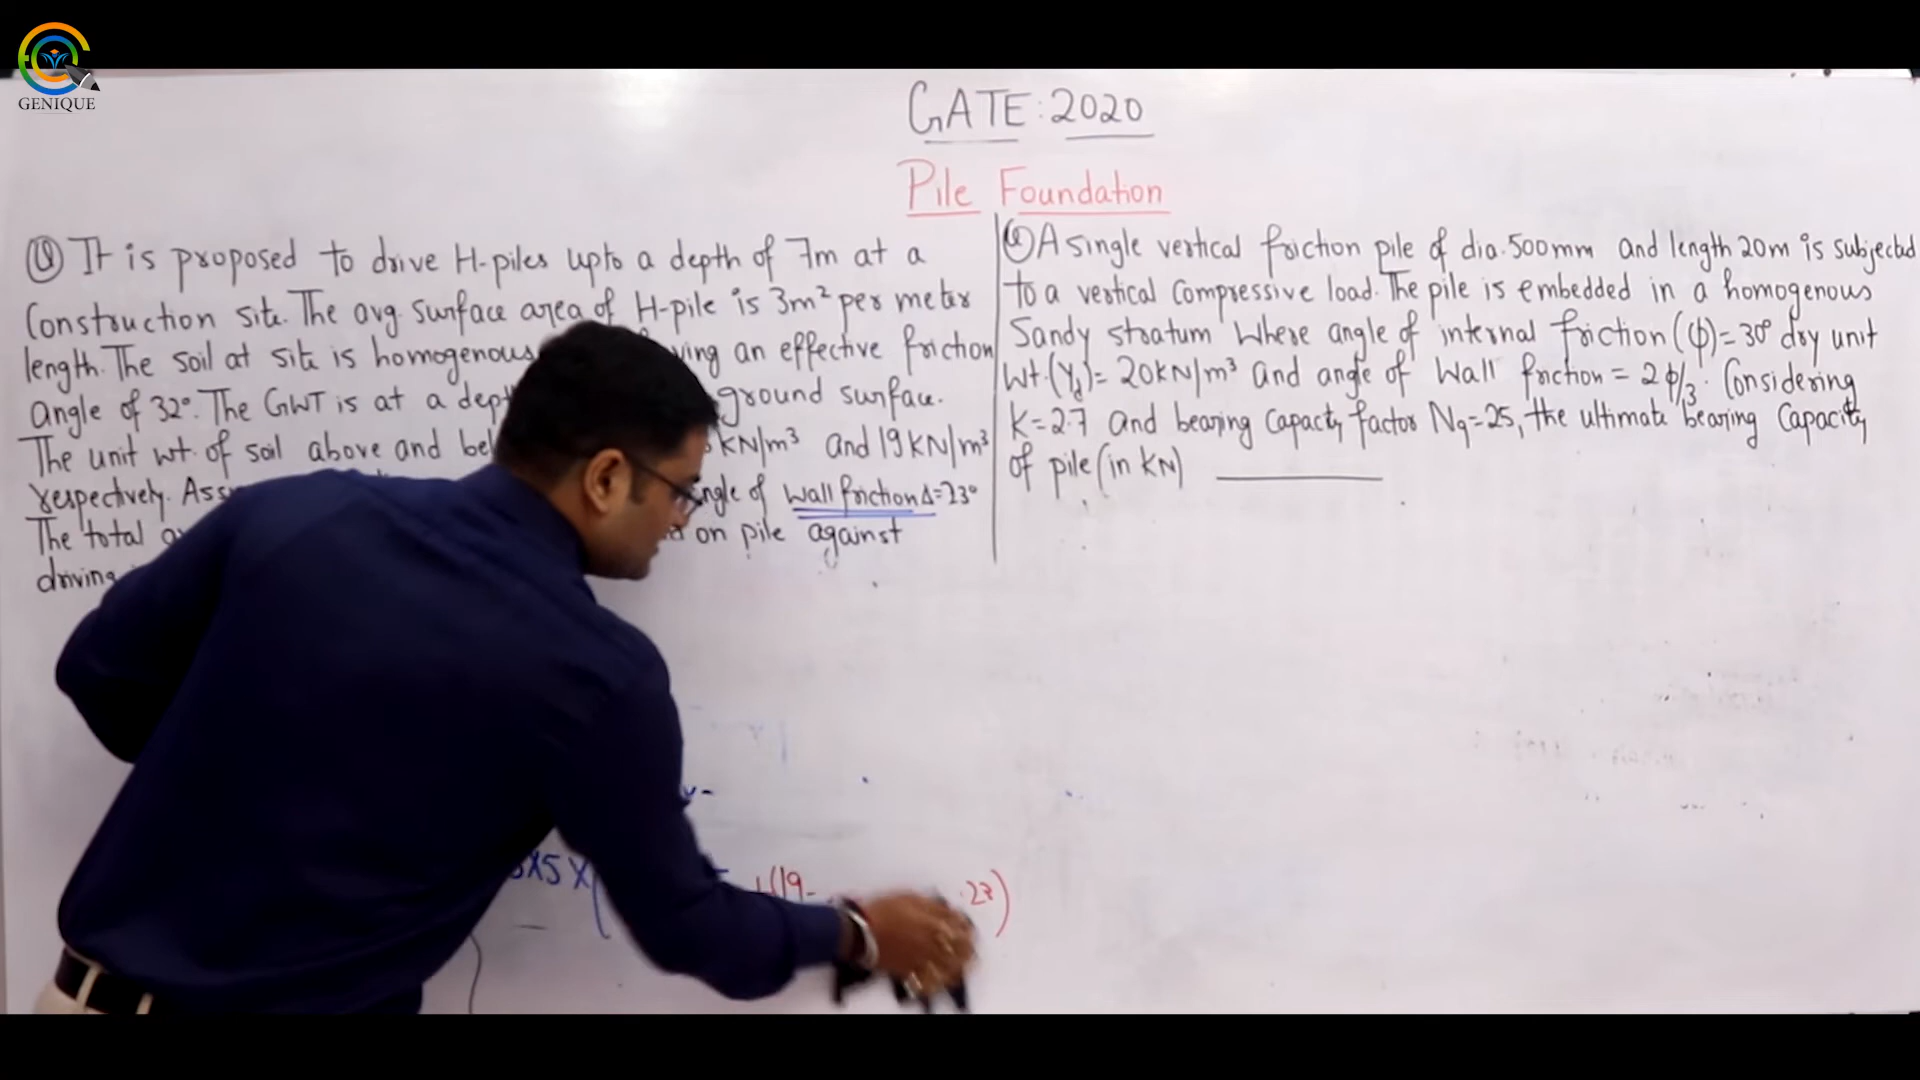 GENIQUE
GATE: 2020
Pile Foundation
Q It is proposed to drive H-piles upto a depth of 7m at a
Construction site. The avg. surface area of H-pile is 3m² per meter
length. The soil at site is homogenous an effective friction
angle of 32°. The GWT is at a ground surface.
The unit wt. of soil above and kN/m³ and 19 kN/m³
respectively. angle of wall friction Δ=23°
The total on pile against
driving
X5X( 19- .23)
Q A single vertical friction pile of dia. 500mm and length 20m is subjected
to a vertical compressive load. The pile is embedded in a homogenous
Sandy stratum where angle of internal friction (ϕ)=30° dry unit
wt. (γd)= 20kN/m³ and angle of wall friction = 2ϕ/3. Considering
K=2.7 and bearing capacity factor Nq=25, the ultimate bearing capacity
of pile (in kN)